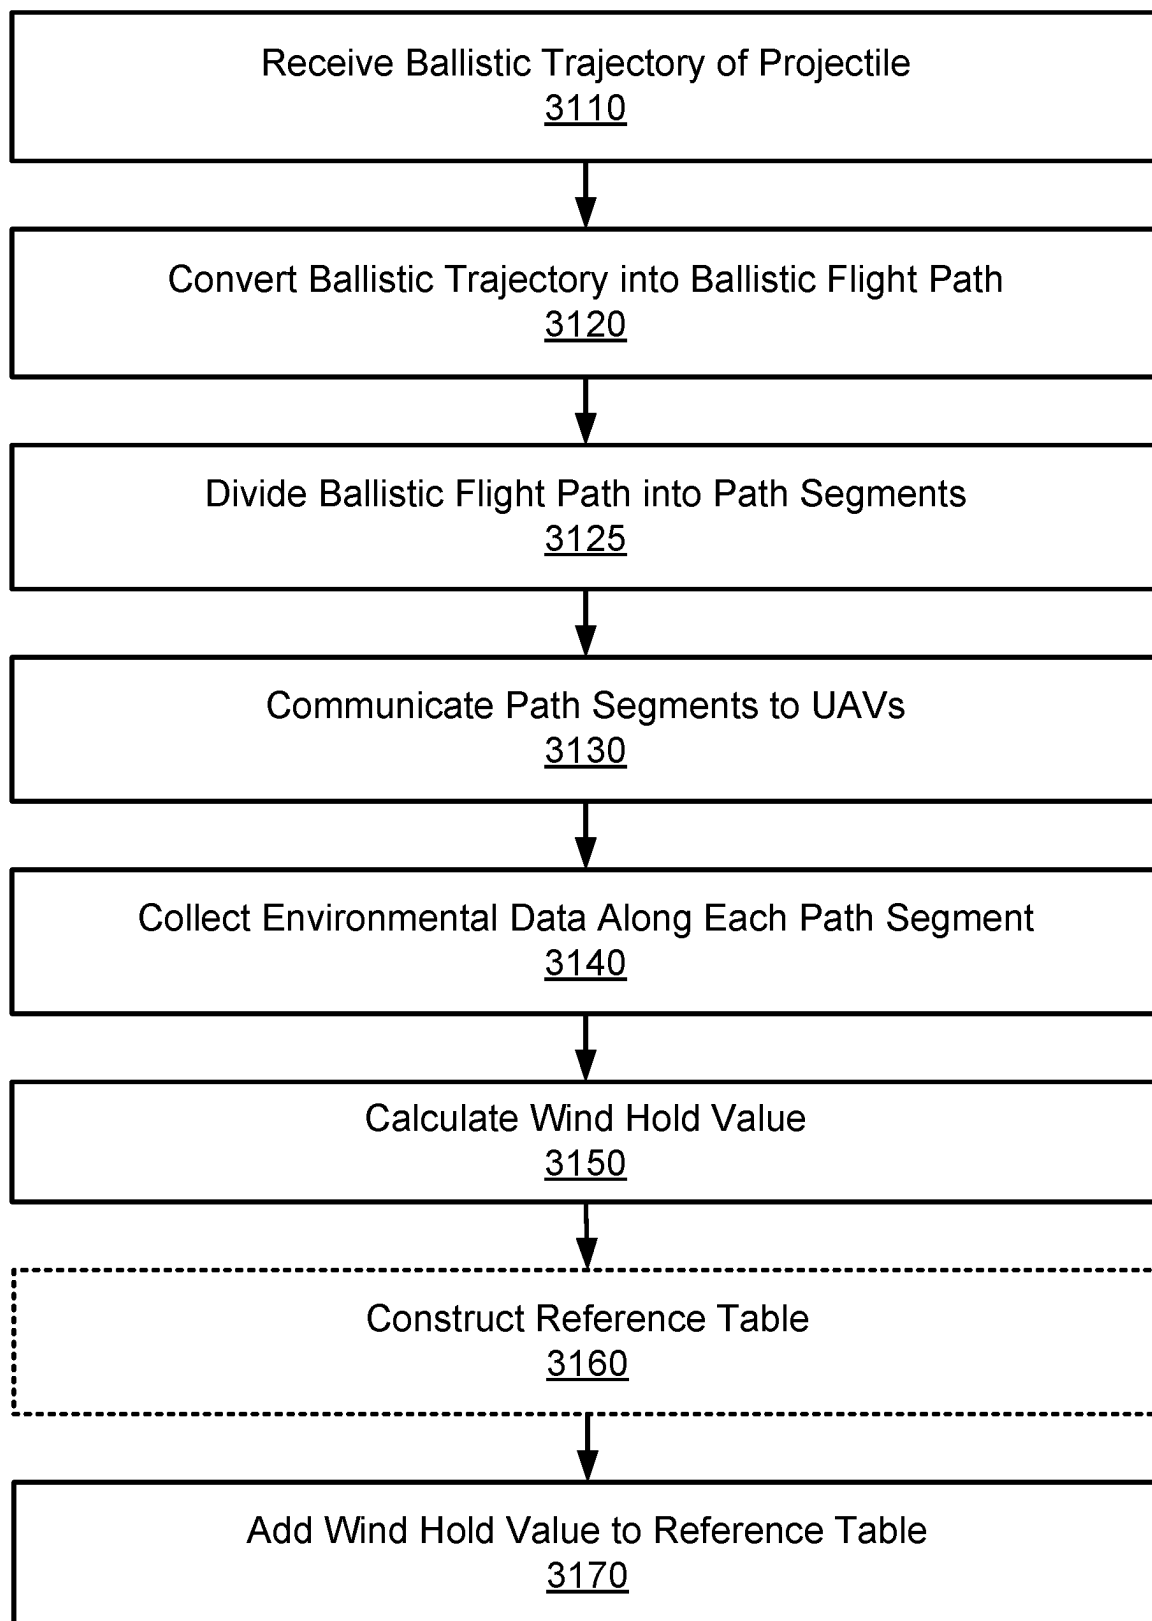 Receive Ballistic Trajectory of Projectile
3110
Convert Ballistic Trajectory into Ballistic Flight Path
3120
Divide Ballistic Flight Path into Path Segments
3125
Communicate Path Segments to UAVs
3130
Collect Environmental Data Along Each Path Segment
3140
Calculate Wind Hold Value
3150
Construct Reference Table
3160
Add Wind Hold Value to Reference Table
3170